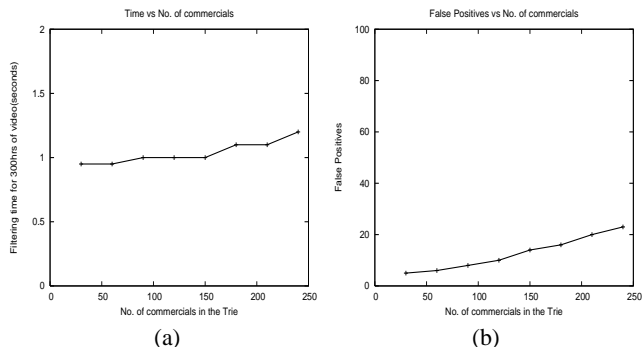 Time vs No. of commercials
2
1.5
1
0.5
0
0 50 100 150 200 250
Filtering time for 300hrs of video(seconds)
No. of commercials in the Trie
(a)
False Positives vs No. of commercials
100
80
60
40
20
0
0 50 100 150 200 250
False Positives
No. of commercials in the Trie
(b)